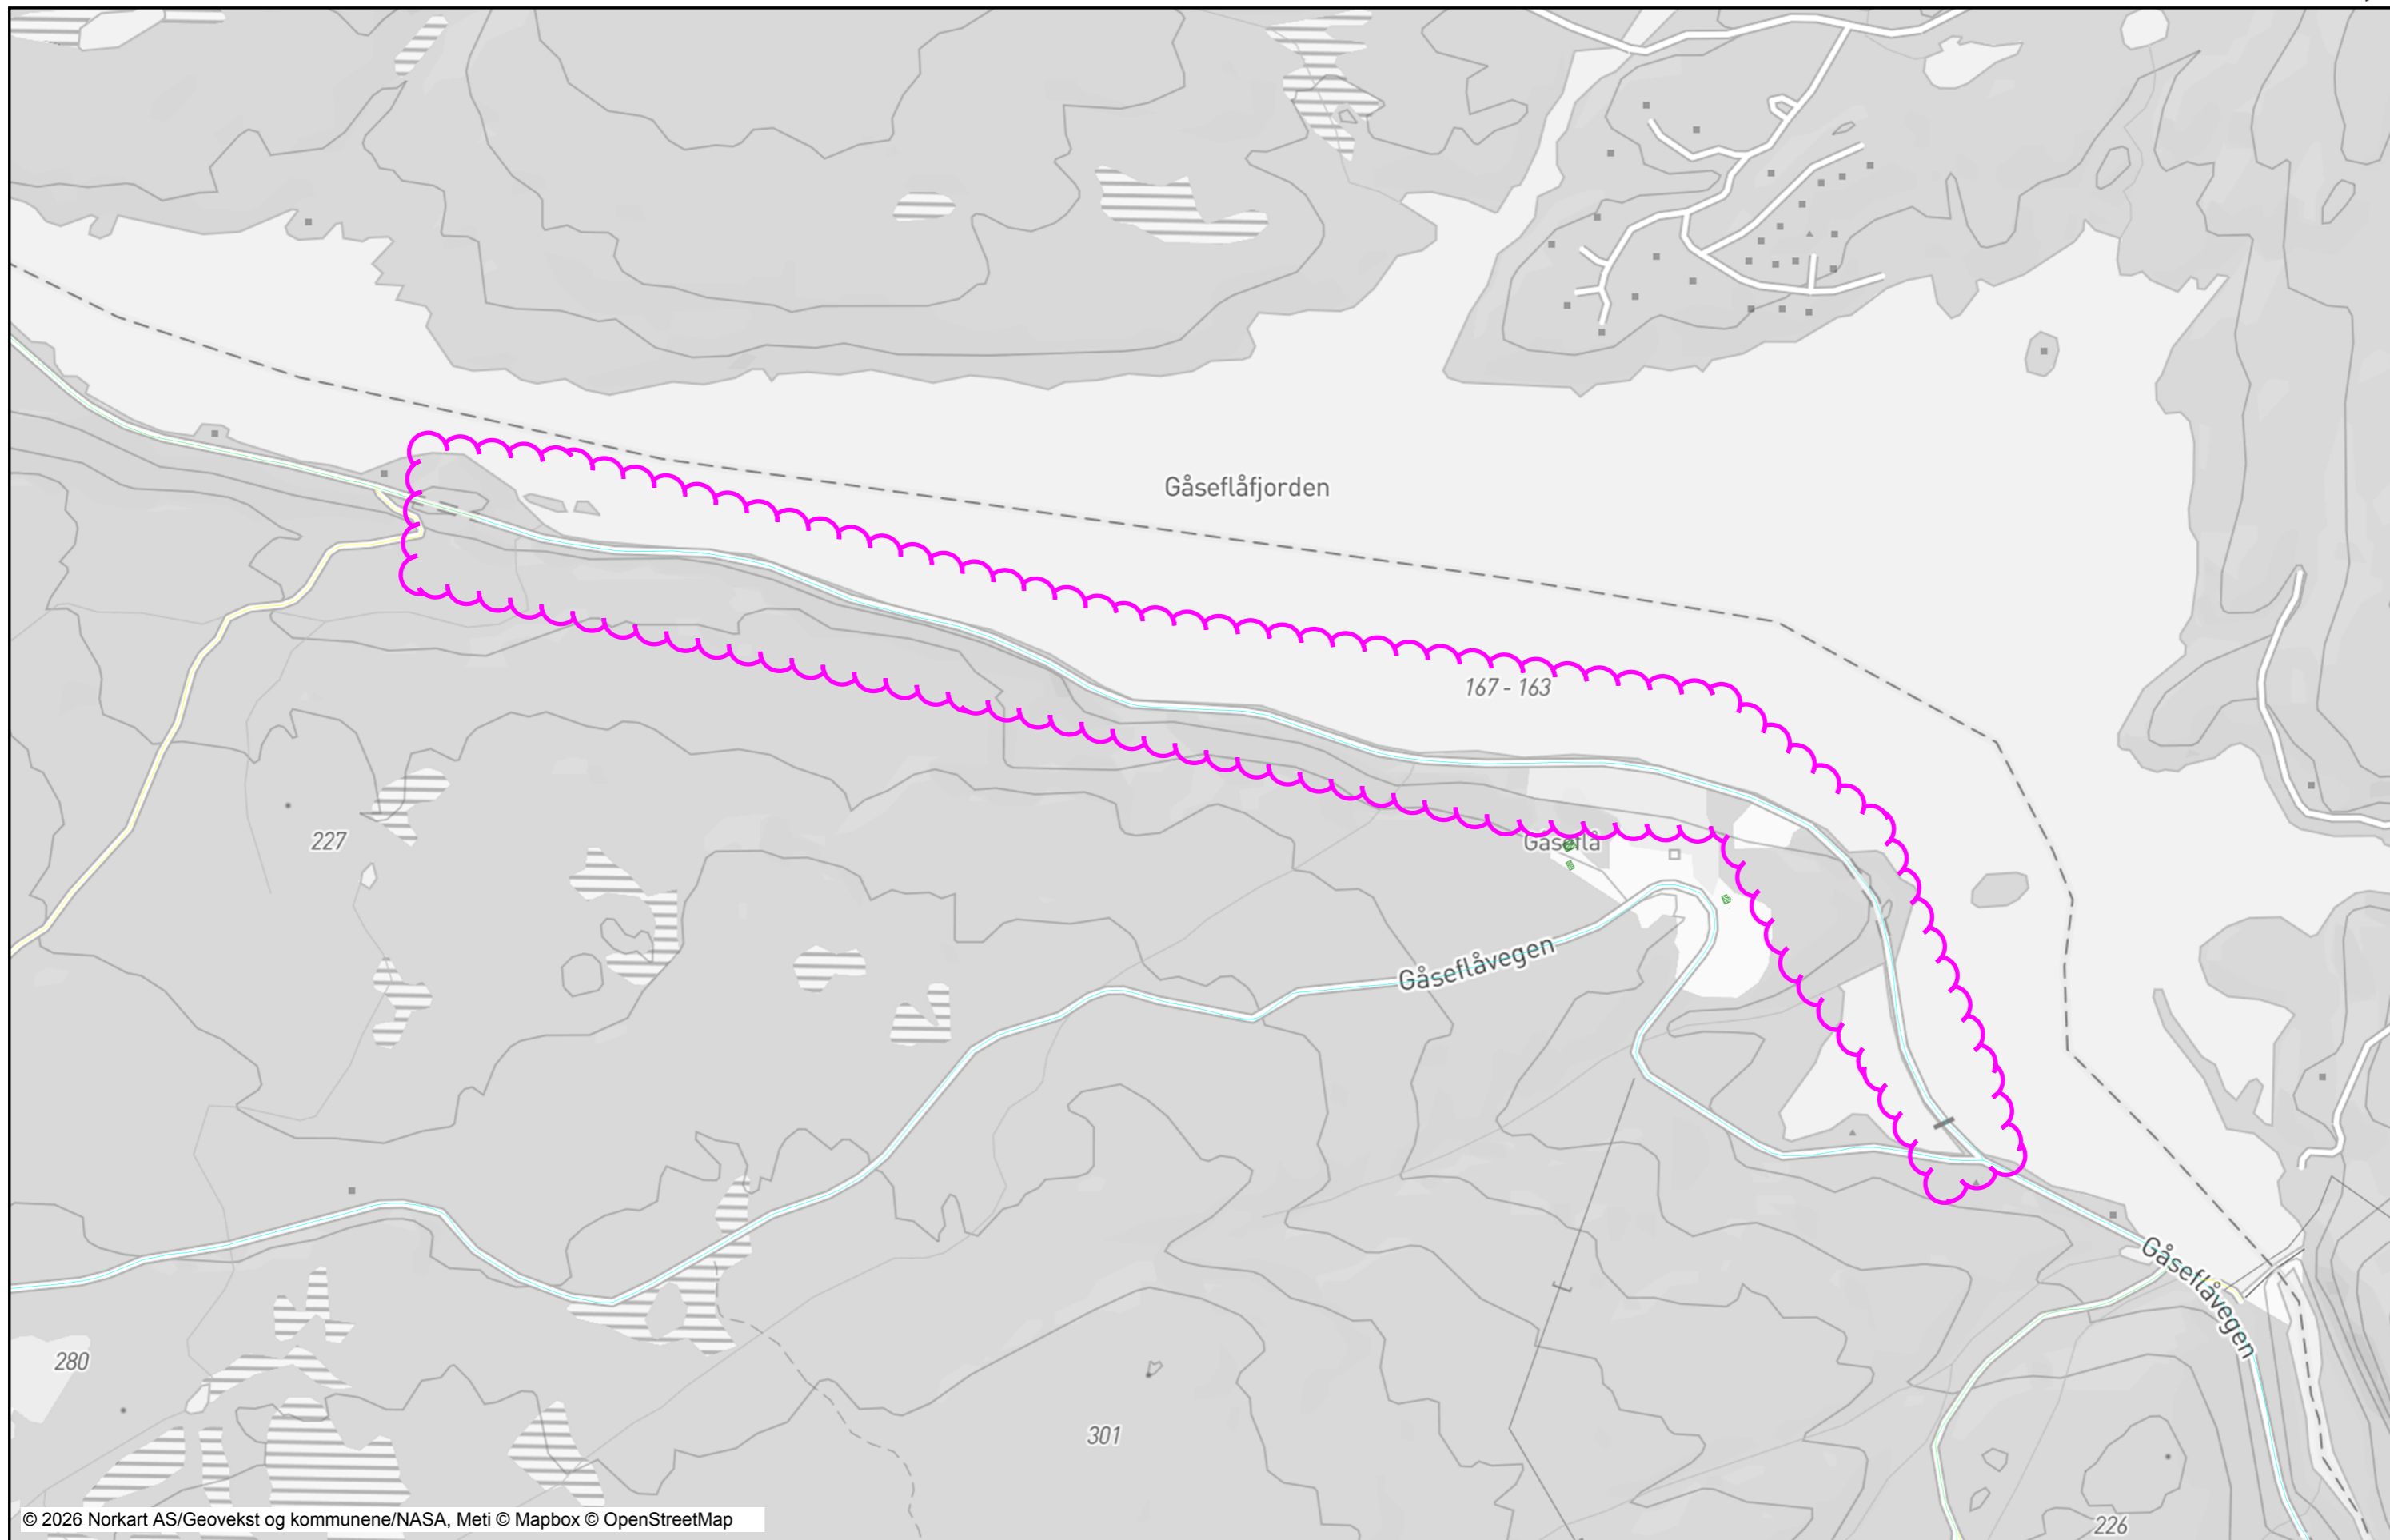 Gåseflåfjorden
167 - 163
227
Gåseflå
Gåseflåvegen
Gåseflåvegen
280
301
226
© 2026 Norkart AS/Geovekst og kommunene/NASA, Meti © Mapbox © OpenStreetMap